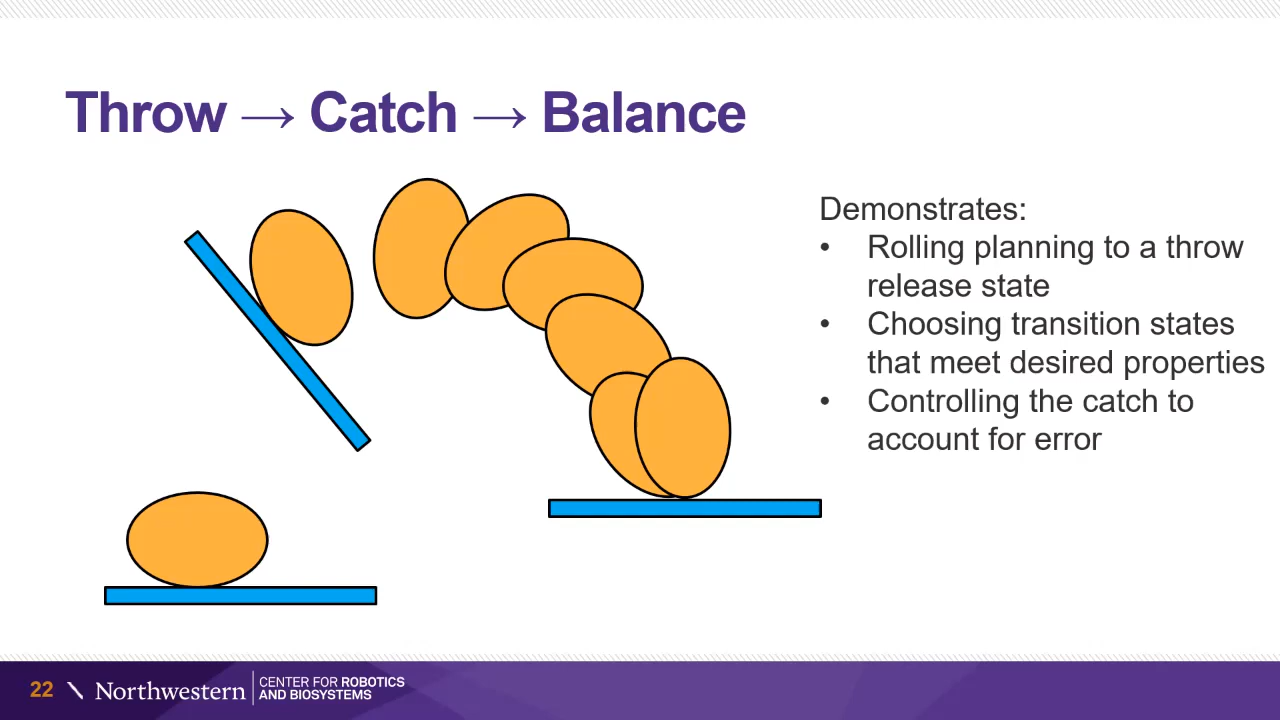 Throw → Catch → Balance
Demonstrates:
• Rolling planning to a throw
release state
• Choosing transition states
that meet desired properties
• Controlling the catch to
account for error
22
Northwestern
CENTER FOR ROBOTICS
AND BIOSYSTEMS